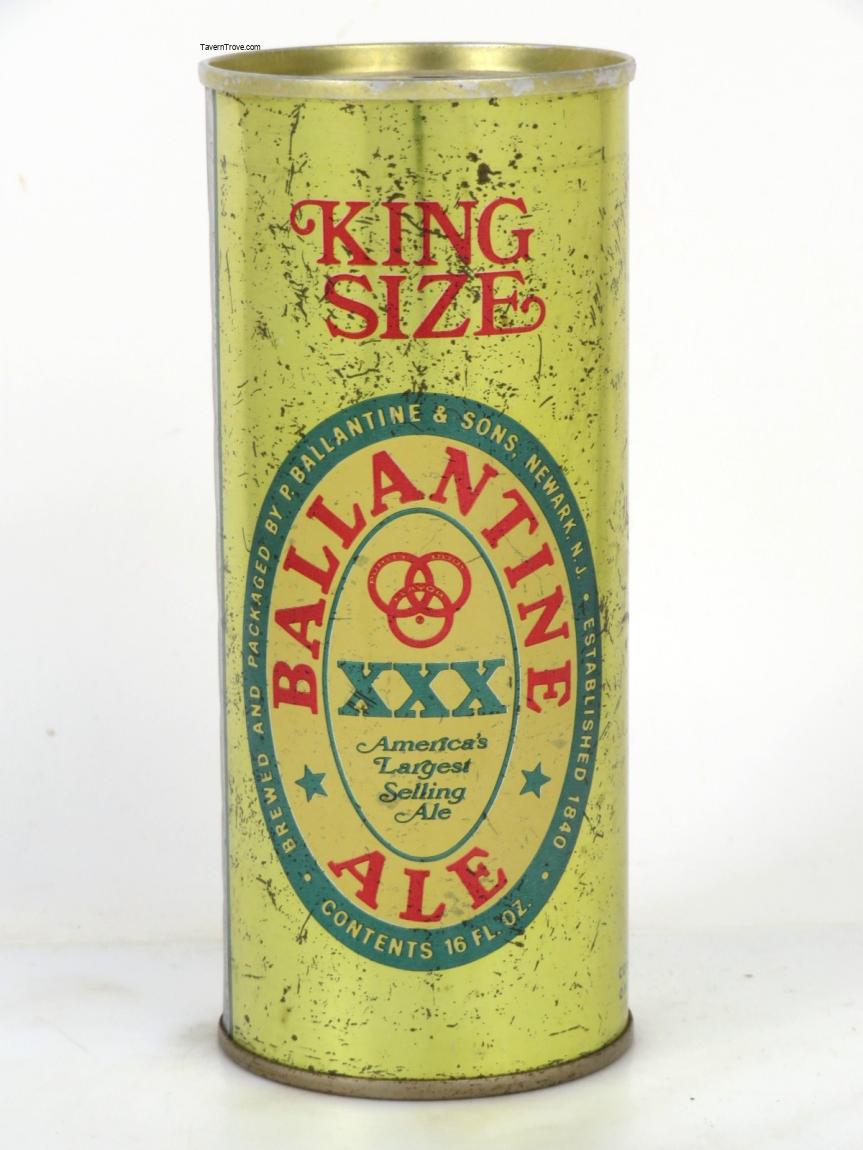 TavernTrove.com
KING
SIZE
BREWED AND PACKAGED BY P. BALLANTINE & SONS, NEWARK, N.J. • ESTABLISHED 1840 •
BALLANTINE
XXX
America's
Largest
Selling
Ale
ALE
• CONTENTS 16 FL. OZ.